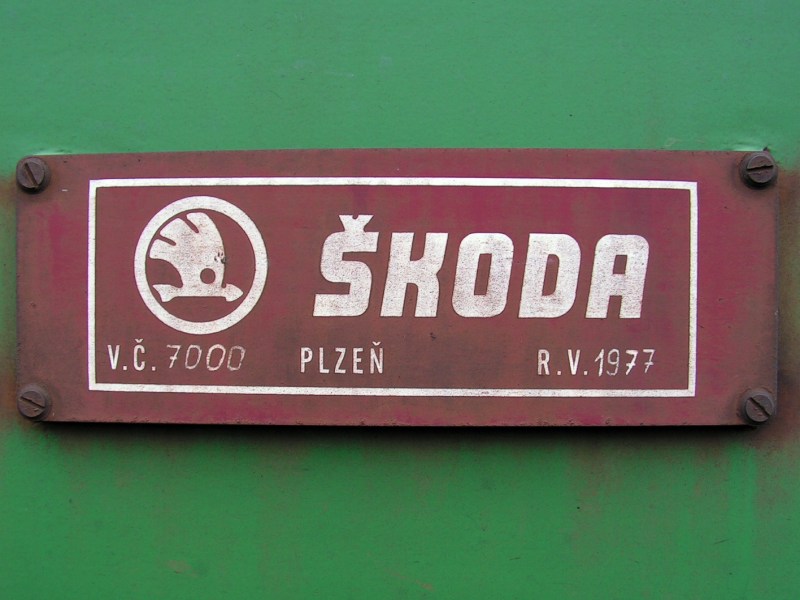 ŠKODA
V.Č. 7000 PLZEŇ R.V. 1977